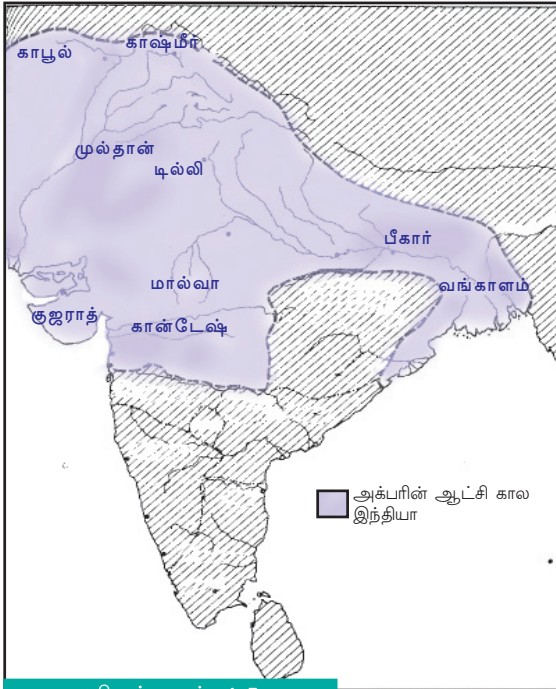 காஷ்மீர்
காபூல்
முல்தான்
டில்லி
பீகார்
மால்வா
வங்காளம்
குஜராத்
கான்டேஷ்
அக்பரின் ஆட்சி கால
இந்தியா